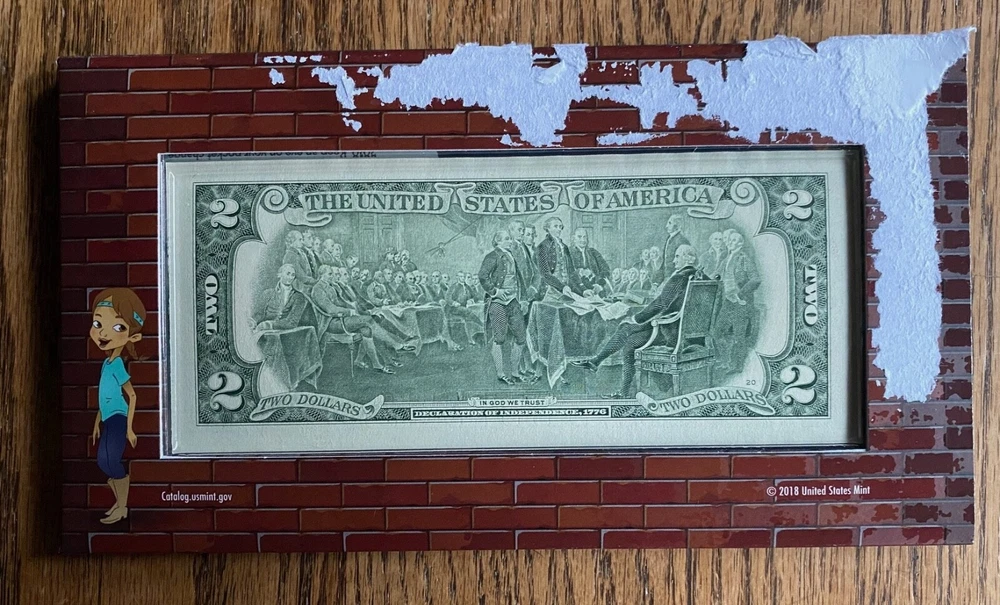 2
THE UNITED STATES OF AMERICA
2
TWO
TWO
2
20
2
TWO DOLLARS
IN GOD WE TRUST
TWO DOLLARS
DECLARATION OF INDEPENDENCE, 1776
Catalog.usmint.gov
© 2018 United States Mint